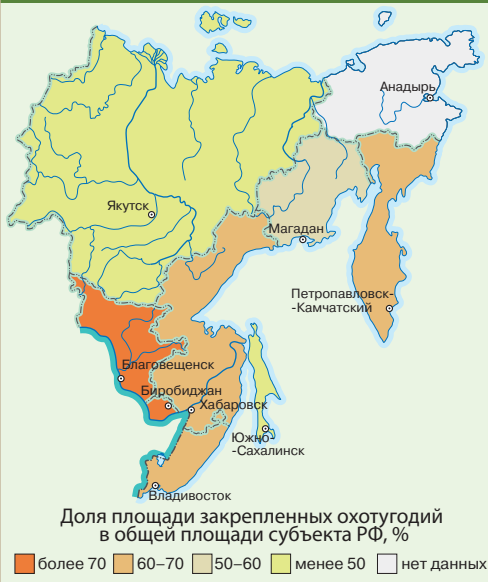 Анадырь
Якутск
Магадан
Петропавловск-
-Камчатский
Благовещенск
Биробиджан
Хабаровск
Южно
-Сахалинск
Владивосток
Доля площади закрепленных охотугодий
в общей площади субъекта РФ, %
более 70 60–70 50–60 менее 50 нет данных